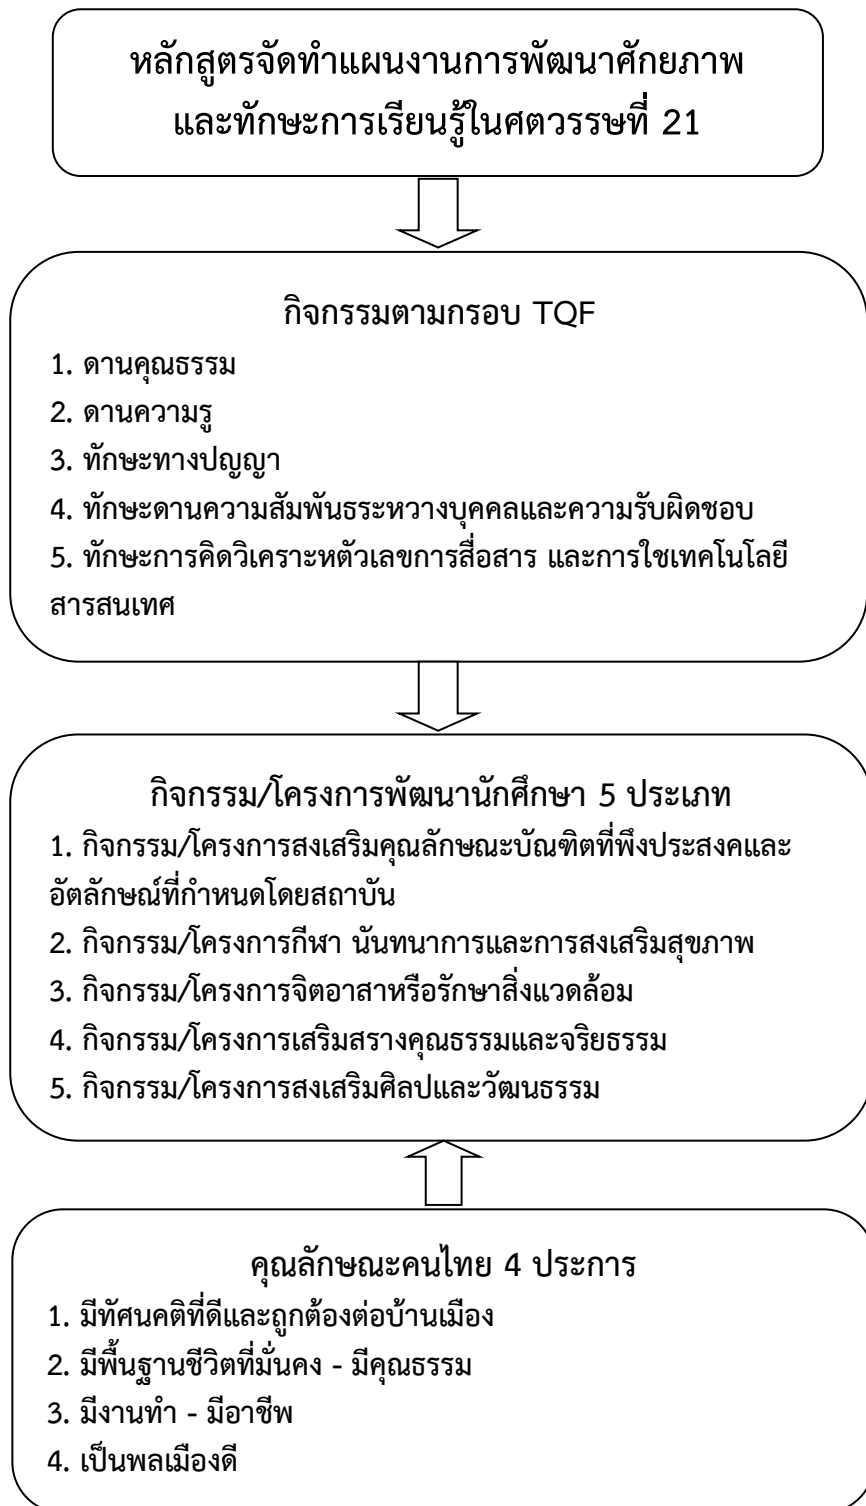 หลักสูตรจัดทำแผนงานการพัฒนาศักยภาพ
และทักษะการเรียนรู้ในศตวรรษที่ 21
กิจกรรมตามกรอบ TQF
1. ดานคุณธรรม
2. ดานความรู
3. ทักษะทางปญญา
4. ทักษะดานความสัมพันธระหวางบุคคลและความรับผิดชอบ
5. ทักษะการคิดวิเคราะหตัวเลขการสื่อสาร และการใชเทคโนโลยี
สารสนเทศ
กิจกรรม/โครงการพัฒนานักศึกษา 5 ประเภท
1. กิจกรรม/โครงการสงเสริมคุณลักษณะบัณฑิตที่พึงประสงคและ
อัตลักษณ์ที่กำหนดโดยสถาบัน
2. กิจกรรม/โครงการกีฬา นันทนาการและการสงเสริมสุขภาพ
3. กิจกรรม/โครงการจิตอาสาหรือรักษาสิ่งแวดล้อม
4. กิจกรรม/โครงการเสริมสรางคุณธรรมและจริยธรรม
5. กิจกรรม/โครงการสงเสริมศิลปและวัฒนธรรม
คุณลักษณะคนไทย 4 ประการ
1. มีทัศนคติที่ดีและถูกต้องต่อบ้านเมือง
2. มีพื้นฐานชีวิตที่มั่นคง - มีคุณธรรม
3. มีงานทำ - มีอาชีพ
4. เป็นพลเมืองดี